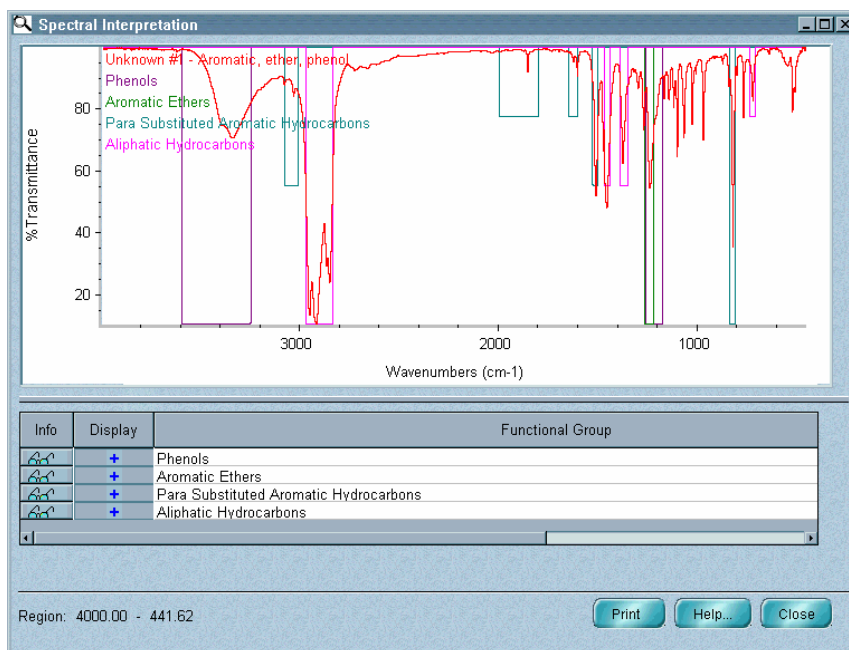 Spectral Interpretation
Unknown #1 - Aromatic, ether, phenol
Phenols
Aromatic Ethers
Para Substituted Aromatic Hydrocarbons
Aliphatic Hydrocarbons
%Transmittance
80
60
40
20
3000 2000 1000
Wavenumbers (cm-1)
Info Display Functional Group
+ Phenols
+ Aromatic Ethers
+ Para Substituted Aromatic Hydrocarbons
+ Aliphatic Hydrocarbons
Region: 4000.00 - 441.62
Print Help... Close